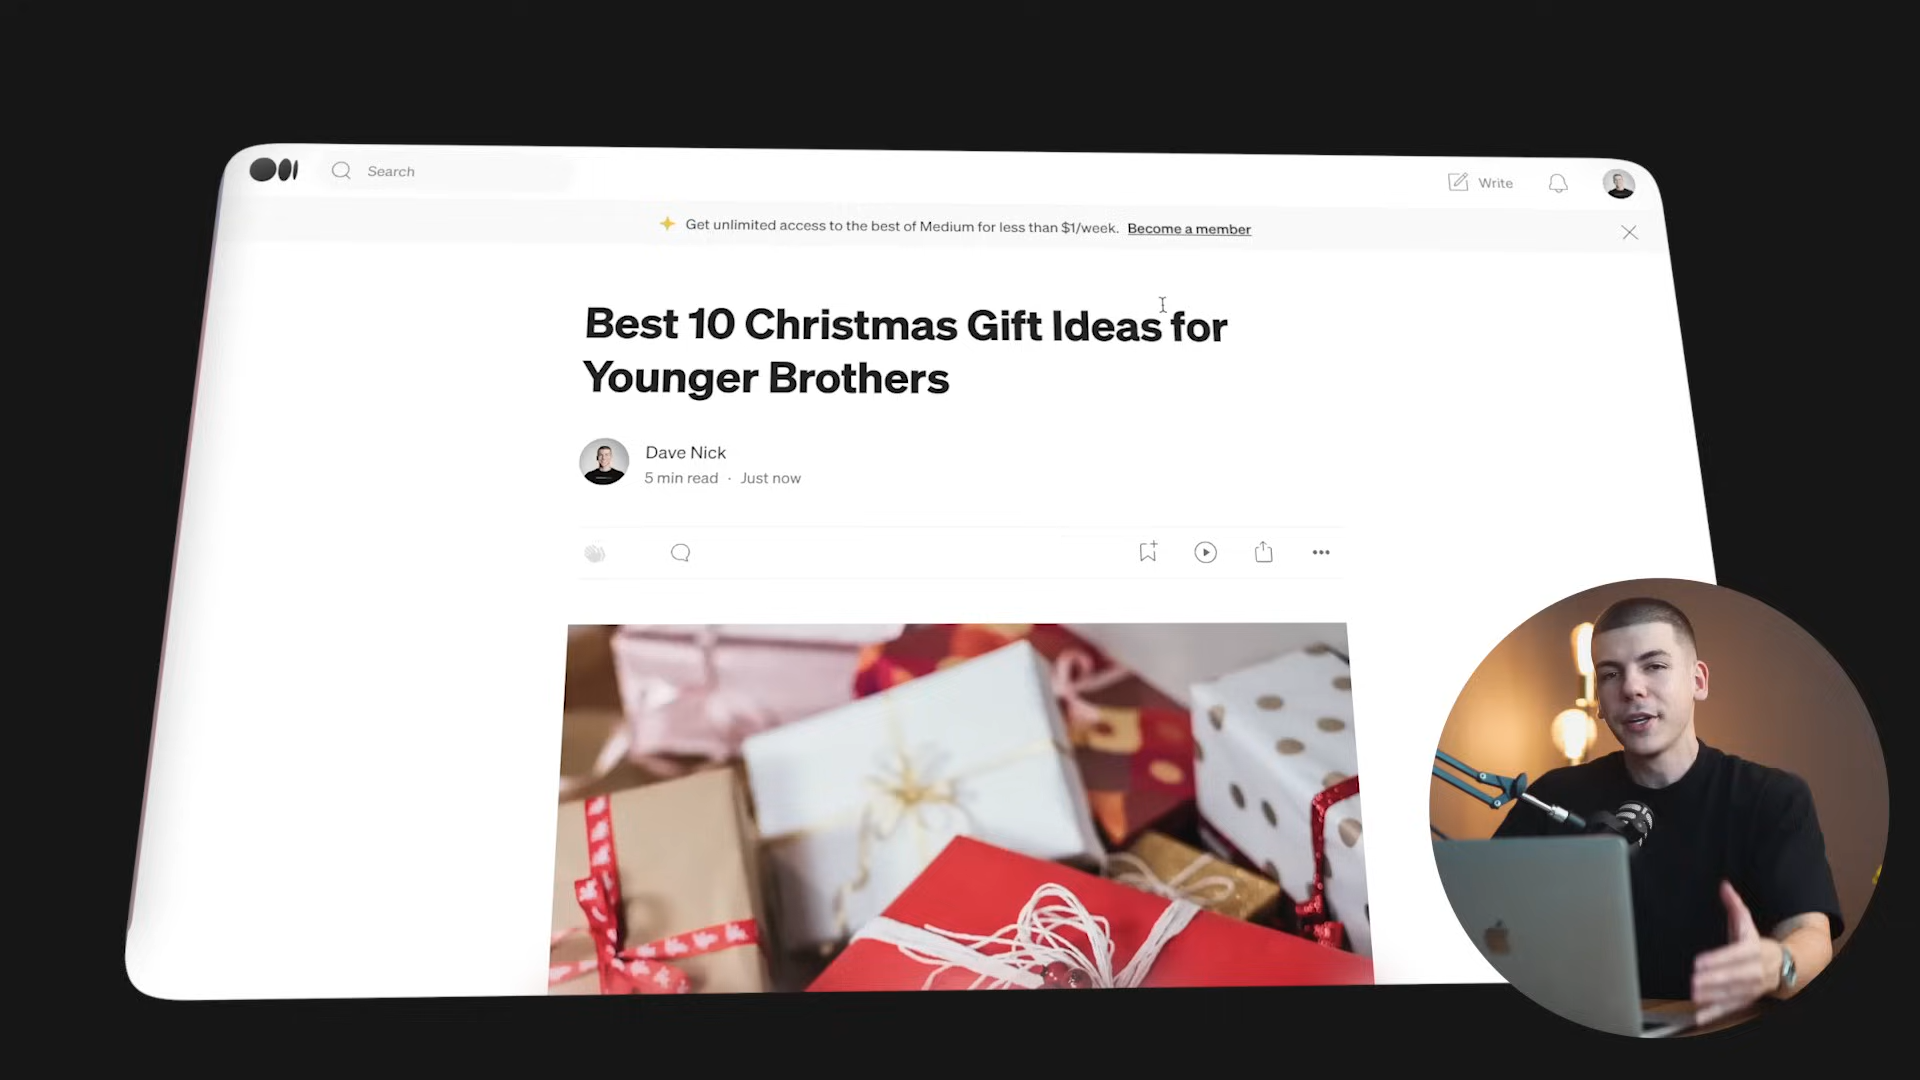 Search
Write
Get unlimited access to the best of Medium for less than $1/week. Become a member
Best 10 Christmas Gift Ideas for
Younger Brothers
Dave Nick
5 min read · Just now